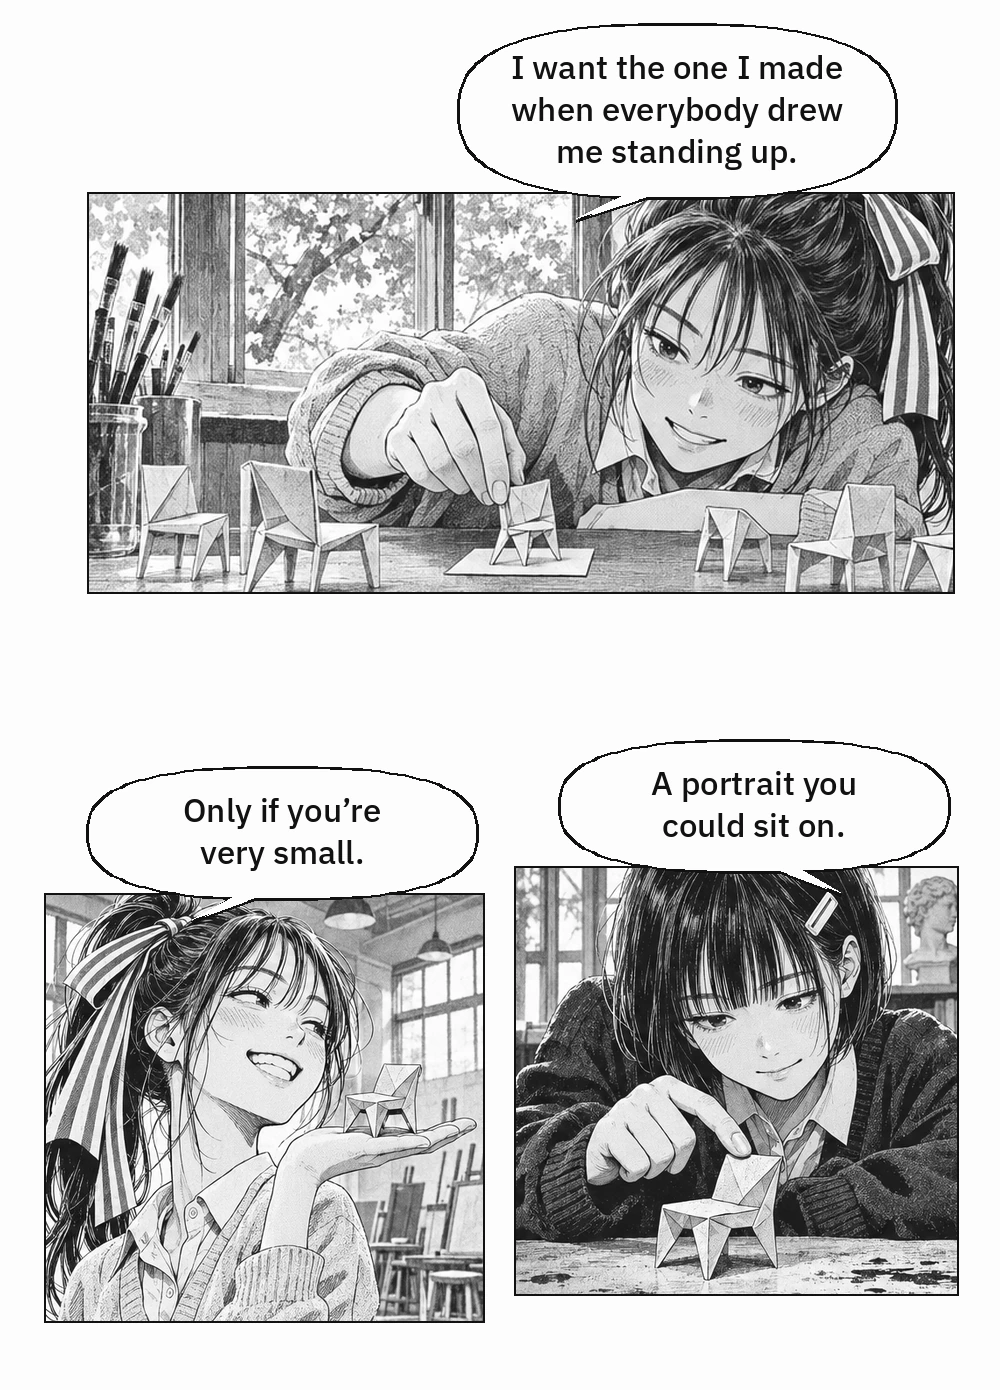 I want the one I made
when everybody drew
me standing up.
A portrait you
could sit on.
Only if you’re
very small.